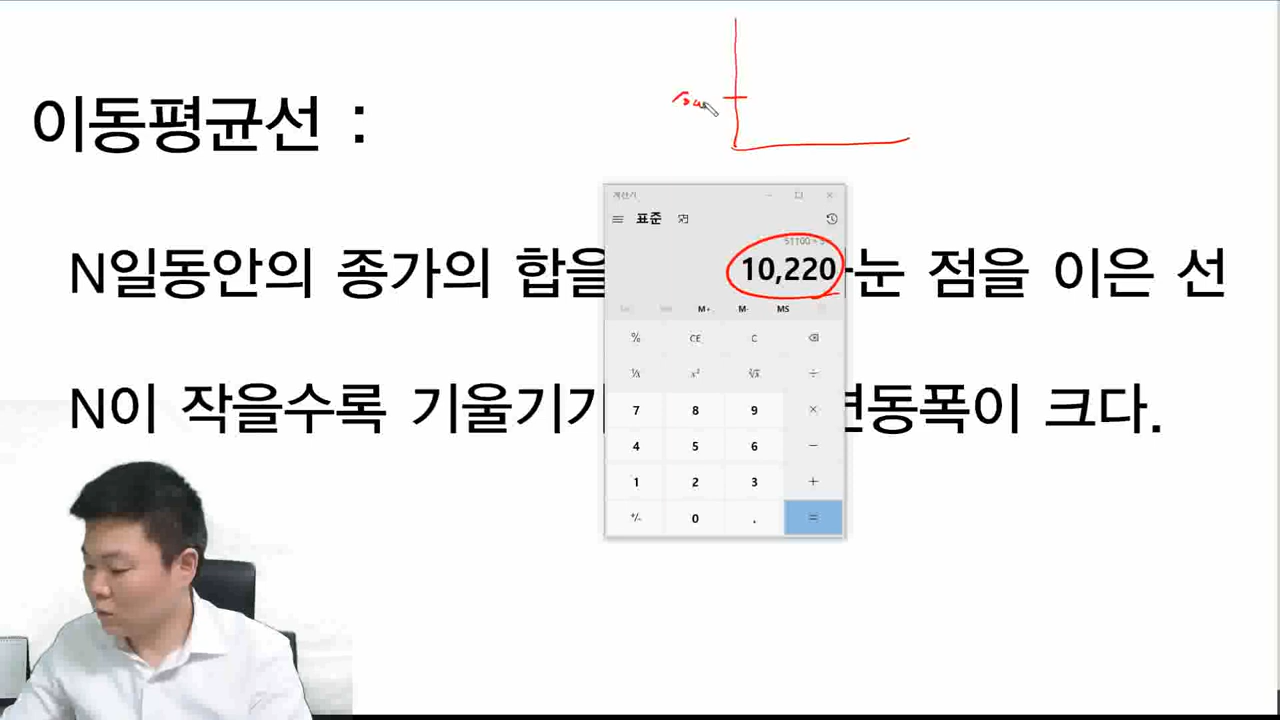 이동평균선 :
계산기
표준
51100 ÷ 5
10,220
N일동안의 종가의 합을 눈 점을 이은 선
M+ M- MS
% CE C
¹/x x² ²√x ÷
N이 작을수록 기울기가 변동폭이 크다.
7 8 9 ×
4 5 6 −
1 2 3 +
+/- 0 . =